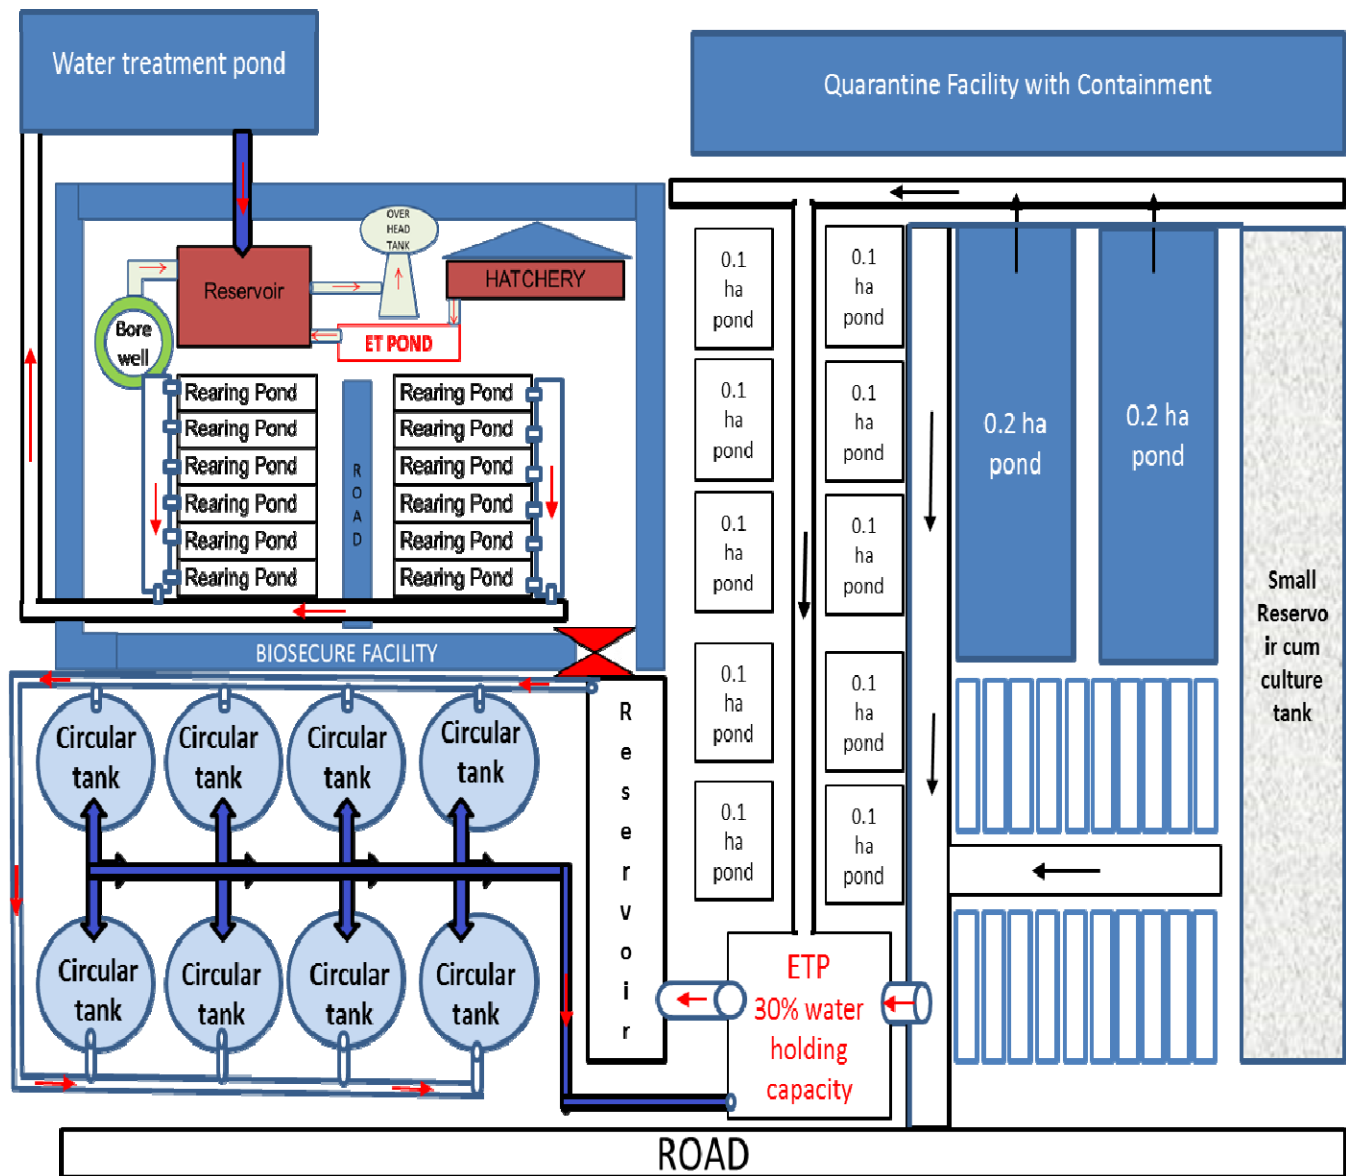 Water treatment pond
Quarantine Facility with Containment
OVER
HEAD
TANK
HATCHERY
Reservoir
ET POND
Bore
well
Rearing Pond
Rearing Pond
Rearing Pond
Rearing Pond
Rearing Pond
Rearing Pond
R
O
A
D
Rearing Pond
Rearing Pond
Rearing Pond
Rearing Pond
Rearing Pond
Rearing Pond
BIOSECURE FACILITY
Circular
tank
Circular
tank
Circular
tank
Circular
tank
Circular
tank
Circular
tank
Circular
tank
Circular
tank
R
e
s
e
r
v
o
i
r
0.1
ha
pond
0.1
ha
pond
0.1
ha
pond
0.1
ha
pond
0.1
ha
pond
0.1
ha
pond
0.1
ha
pond
0.1
ha
pond
0.1
ha
pond
0.1
ha
pond
0.2 ha
pond
0.2 ha
pond
Small
Reservo
ir cum
culture
tank
ETP
30% water
holding
capacity
ROAD